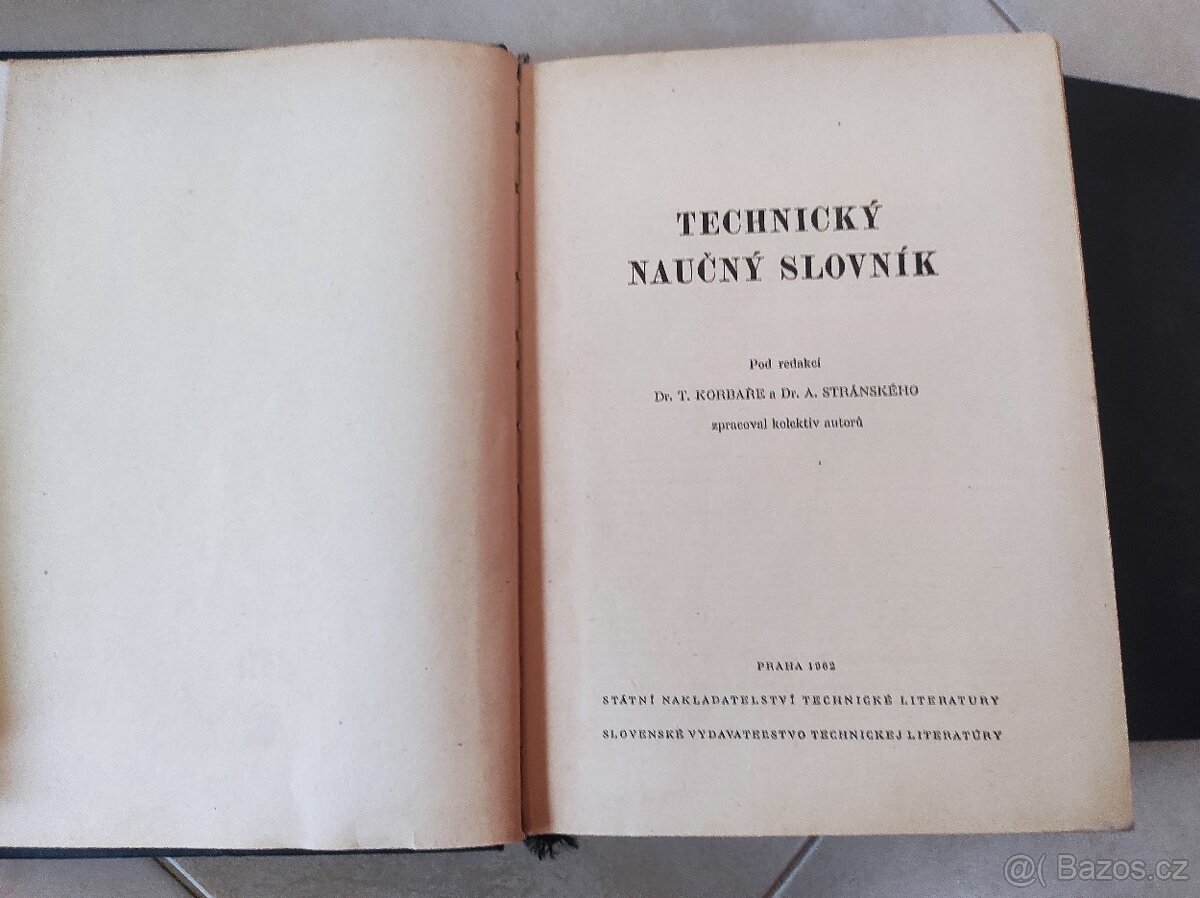 TECHNICKÝ
NAUČNÝ SLOVNÍK
Pod redakcí
Dr. T. KORBAŘE a Dr. A. STRÁNSKÉHO
zpracoval kolektiv autorů
PRAHA 1962
STÁTNÍ NAKLADATELSTVÍ TECHNICKÉ LITERATURY
SLOVENSKÉ VYDAVATEĽSTVO TECHNICKEJ LITERATÚRY
@( Bazos.cz